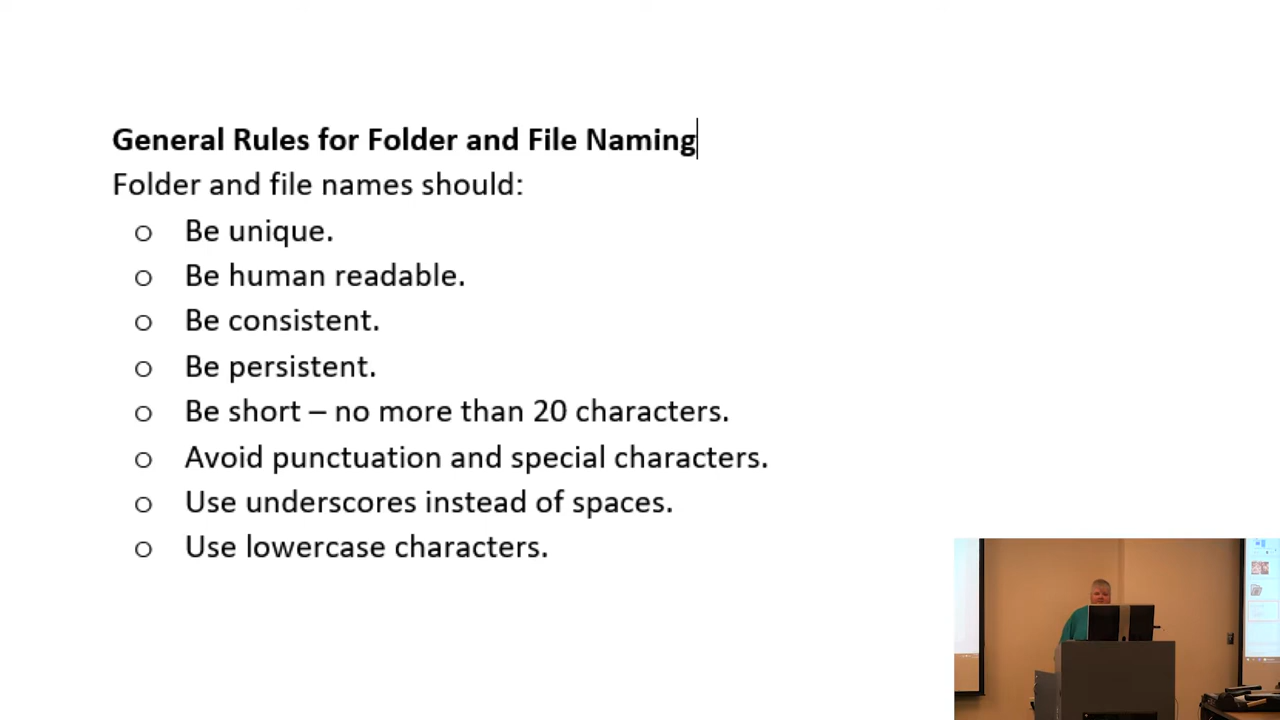 General Rules for Folder and File Naming
Folder and file names should:
o Be unique.
o Be human readable.
o Be consistent.
o Be persistent.
o Be short – no more than 20 characters.
o Avoid punctuation and special characters.
o Use underscores instead of spaces.
o Use lowercase characters.